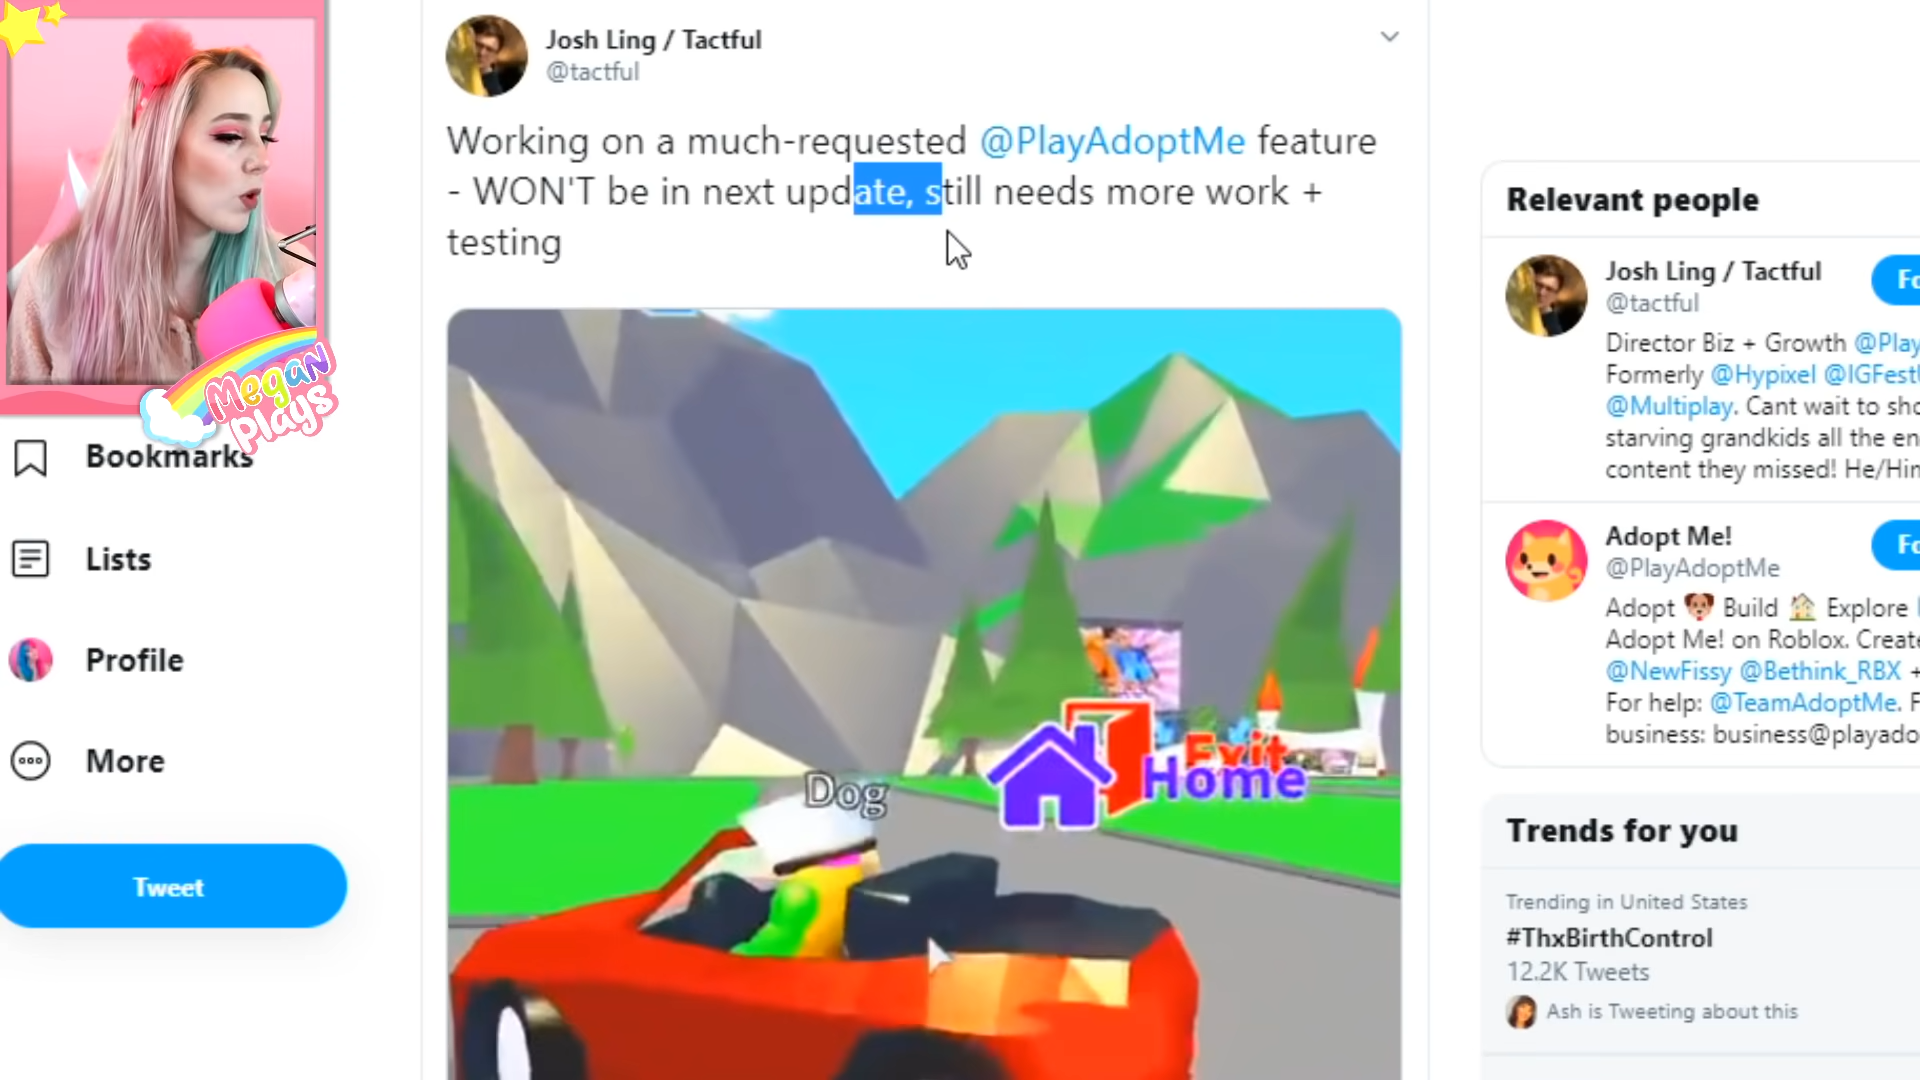 Megan
Plays
Bookmarks
Lists
Profile
More
Tweet
Josh Ling / Tactful
@tactful
Working on a much-requested @PlayAdoptMe feature
- WON'T be in next update, still needs more work +
testing
Dog
Exit
Home
Relevant people
Josh Ling / Tactful
@tactful
Fo
Director Biz + Growth @Play
Formerly @Hypixel @IGFest
@Multiplay. Cant wait to sho
starving grandkids all the en
content they missed! He/Him
Adopt Me!
@PlayAdoptMe
Fo
Adopt 🐶 Build 🏠 Explore
Adopt Me! on Roblox. Create
@NewFissy @Bethink_RBX +
For help: @TeamAdoptMe. F
business: business@playado
Trends for you
Trending in United States
#ThxBirthControl
12.2K Tweets
Ash is Tweeting about this